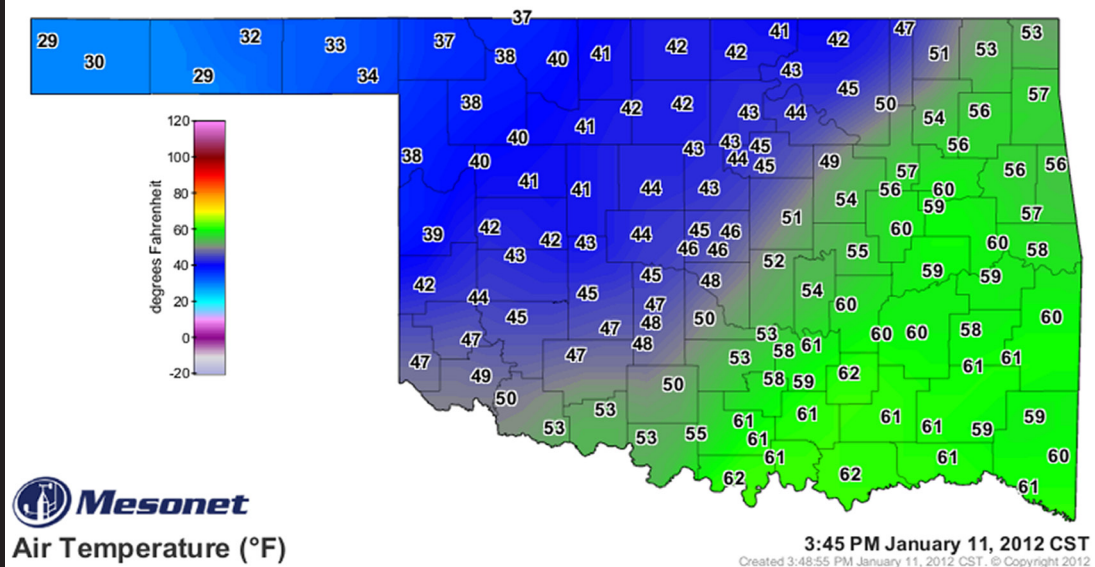 37
29 32 33 37 41 42 47 53
30 29 34 38 40 41 42 42 43 51 53
38 42 42 43 44 45 50 54 56 57
40 41 43 43 44 45 45 49 56
38 40 57 56 56
41 41 44 43 54 56 60 59 57
39 42 42 43 44 45 46 46 46 51 60 60 58
43 52 55 59 59
42 44 45 45 48 54 60 60
45 47 48 50 53 60 60 58
47 47 48 53 58 61 61 61
47 49 47 50 58 59 62
50 53 61 61 61 61 59 59
53 53 55 61 61 61 60
62 62 61
120
100
80
60
40
20
0
-20
degrees Fahrenheit
Mesonet
Air Temperature (°F)
3:45 PM January 11, 2012 CST
Created 3:48:55 PM January 11, 2012 CST. © Copyright 2012